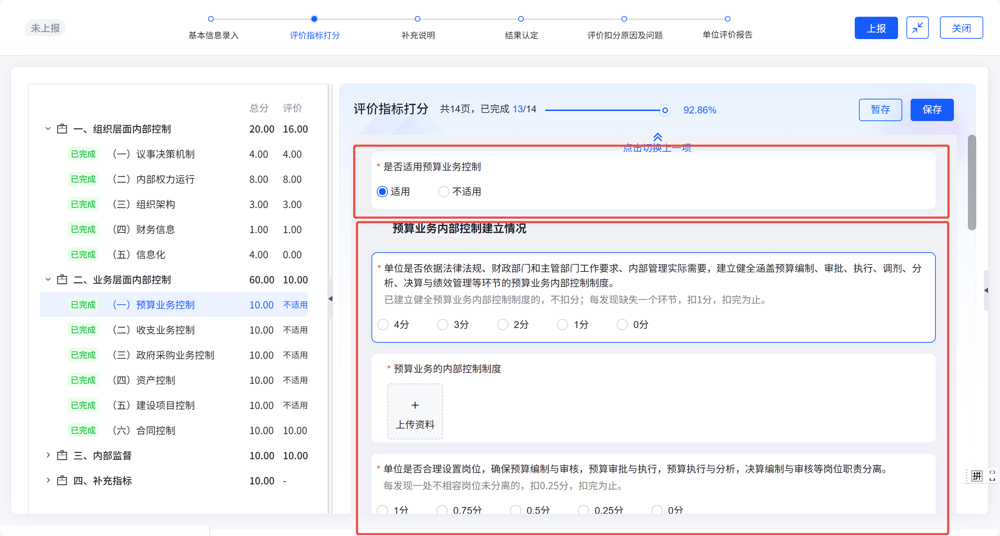 未上报
基本信息录入
评价指标打分
补充说明
结果认定
评价扣分原因及问题
单位评价报告
上报
关闭
总分 评价
一、组织层面内部控制 20.00 16.00
已完成 （一）议事决策机制 4.00 4.00
已完成 （二）内部权力运行 8.00 8.00
已完成 （三）组织架构 3.00 3.00
已完成 （四）财务信息 1.00 1.00
已完成 （五）信息化 4.00 0.00
二、业务层面内部控制 60.00 10.00
已完成 （一）预算业务控制 10.00 不适用
已完成 （二）收支业务控制 10.00 不适用
已完成 （三）政府采购业务控制 10.00 不适用
已完成 （四）资产控制 10.00 不适用
已完成 （五）建设项目控制 10.00 不适用
已完成 （六）合同控制 10.00 10.00
三、内部监督 10.00 10.00
四、补充指标 10.00 -
评价指标打分 共14页，已完成 13/14 92.86%
暂存
保存
点击切换上一项
* 是否适用预算业务控制
适用 不适用
预算业务内部控制建立情况
* 单位是否依据法律法规、财政部门和主管部门工作要求、内部管理实际需要，建立健全涵盖预算编制、审批、执行、调剂、分
析、决算与绩效管理等环节的预算业务内部控制制度。
已建立健全预算业务内部控制制度的，不扣分；每发现缺失一个环节，扣1分，扣完为止。
4分 3分 2分 1分 0分
* 预算业务的内部控制制度
+
上传资料
* 单位是否合理设置岗位，确保预算编制与审核，预算审批与执行，预算执行与分析，决算编制与审核等岗位职责分离。
每发现一处不相容岗位未分离的，扣0.25分，扣完为止。
1分 0.75分 0.5分 0.25分 0分
拼